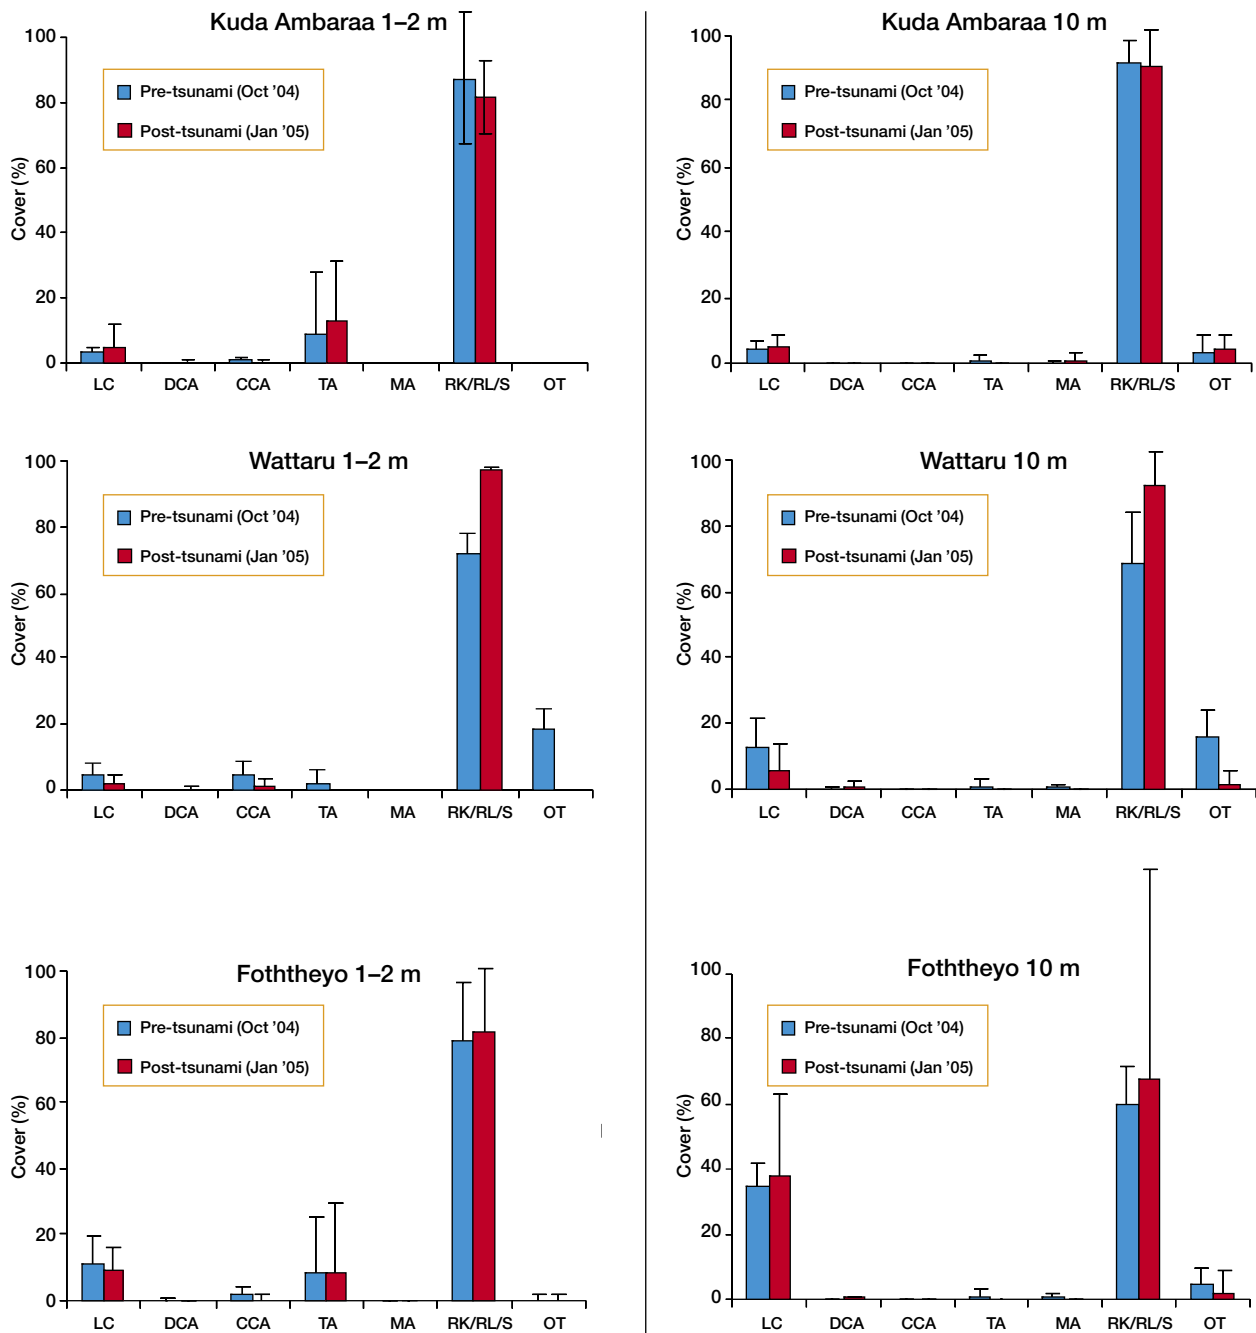 Kuda Ambaraa 1–2 m
Cover (%)
100
80
60
40
20
0
Pre-tsunami (Oct '04)
Post-tsunami (Jan '05)
LC DCA CCA TA MA RK/RL/S OT
Kuda Ambaraa 10 m
Cover (%)
100
80
60
40
20
0
Pre-tsunami (Oct '04)
Post-tsunami (Jan '05)
LC DCA CCA TA MA RK/RL/S OT
Wattaru 1–2 m
Cover (%)
100
80
60
40
20
0
Pre-tsunami (Oct '04)
Post-tsunami (Jan '05)
LC DCA CCA TA MA RK/RL/S OT
Wattaru 10 m
Cover (%)
100
80
60
40
20
0
Pre-tsunami (Oct '04)
Post-tsunami (Jan '05)
LC DCA CCA TA MA RK/RL/S OT
Foththeyo 1–2 m
Cover (%)
100
80
60
40
20
0
Pre-tsunami (Oct '04)
Post-tsunami (Jan '05)
LC DCA CCA TA MA RK/RL/S OT
Foththeyo 10 m
Cover (%)
100
80
60
40
20
0
Pre-tsunami (Oct '04)
Post-tsunami (Jan '05)
LC DCA CCA TA MA RK/RL/S OT